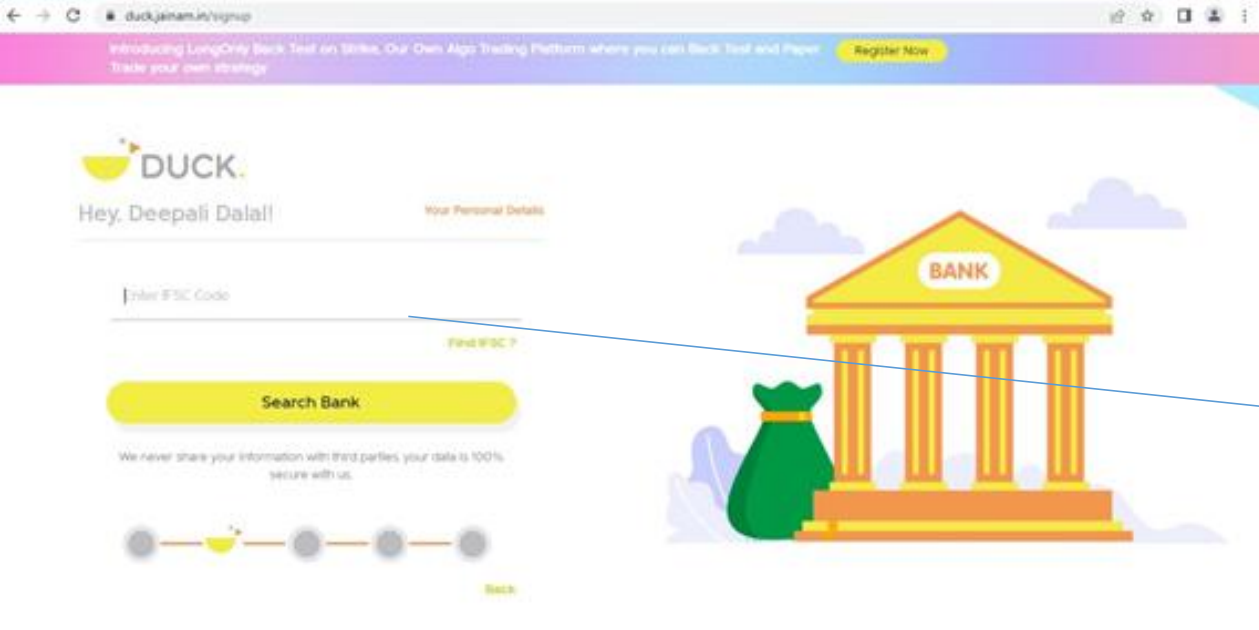 duck.jainam.in/signup
Introducing LongOnly Back Test on Strike, Our Own Algo Trading Platform where you can Back Test and Paper
Trade your own strategy
Register Now
DUCK.
Hey, Deepali Dalal!
Your Personal Details
Enter IFSC Code
Find IFSC ?
Search Bank
We never share your information with third parties, your data is 100%
secure with us.
Back
BANK